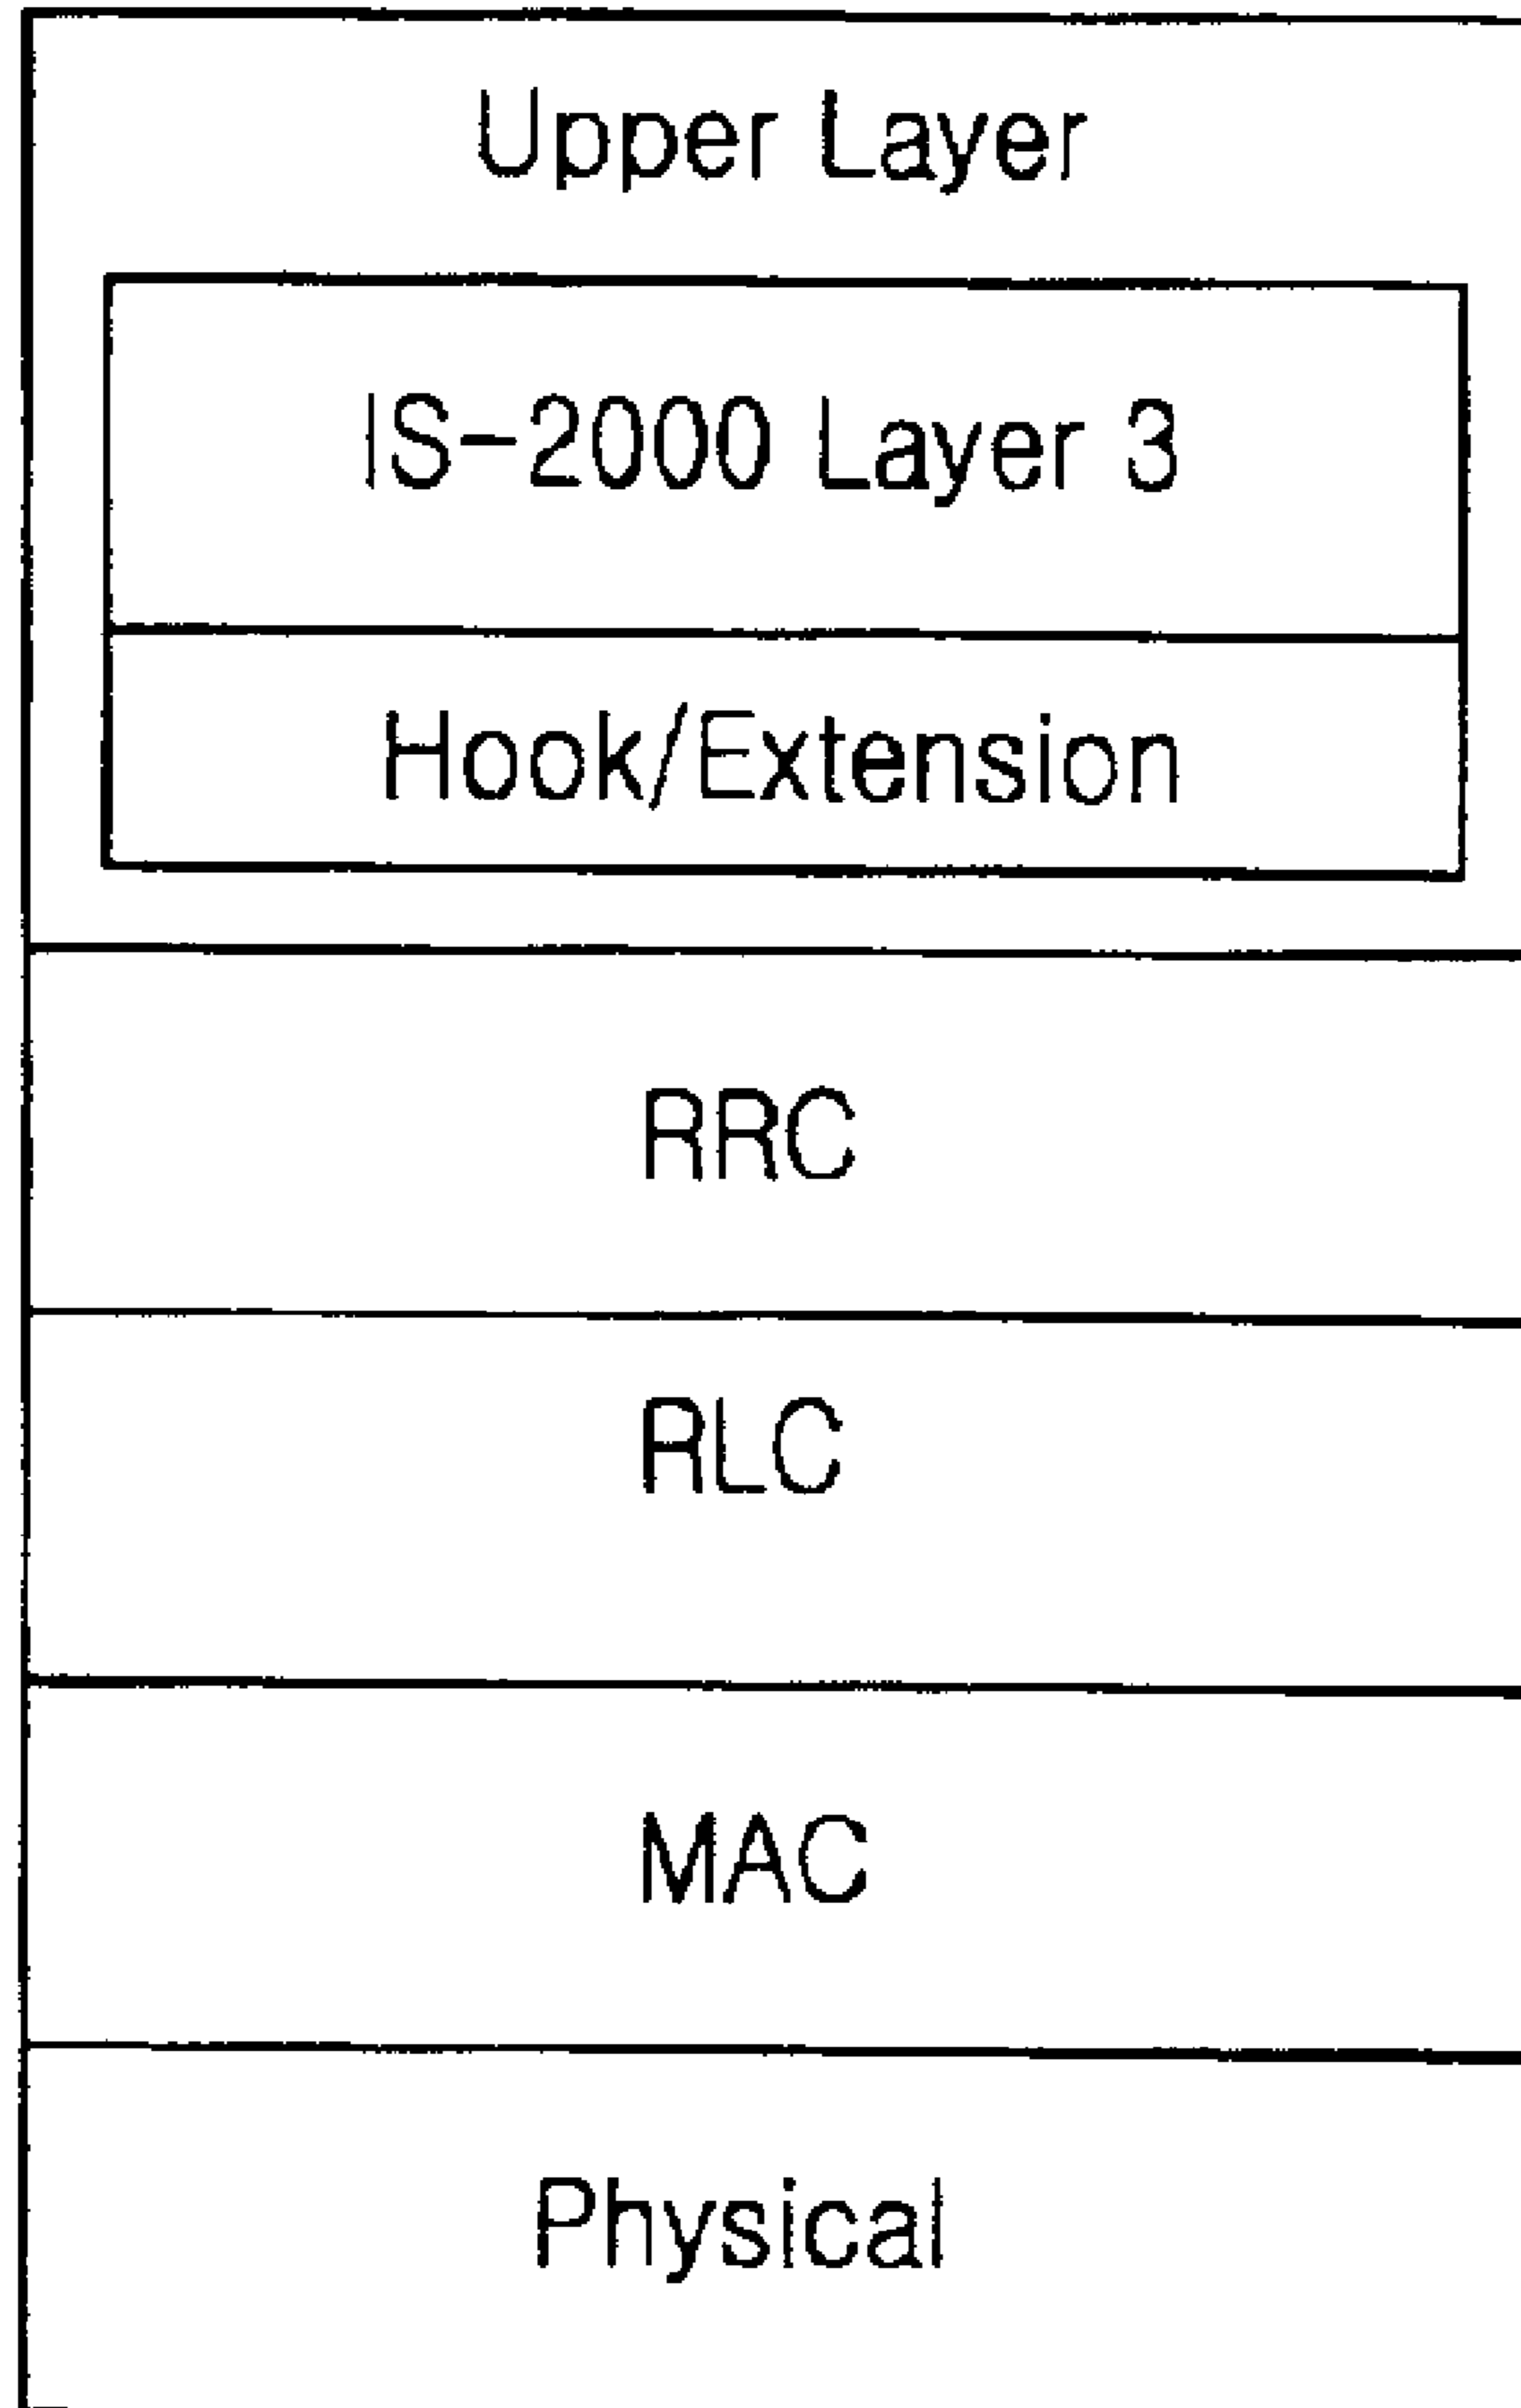 Upper Layer
IS-2000 Layer 3
Hook/Extension
RRC
RLC
MAC
Physical